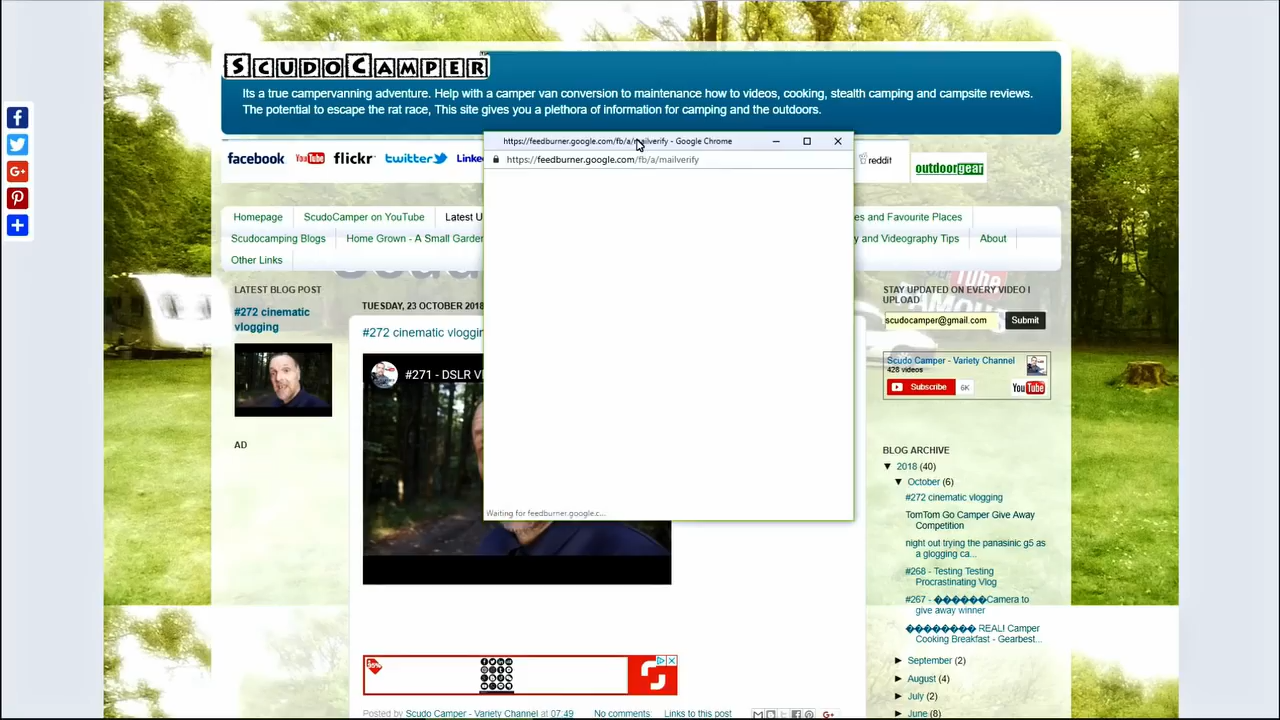 ScudoCamper
Its a true campervanning adventure. Help with a camper van conversion to maintenance how to videos, cooking, stealth camping and campsite reviews.
The potential to escape the rat race, This site gives you a plethora of information for camping and the outdoors.
https://feedburner.google.com/fb/a/mailverify - Google Chrome
https://feedburner.google.com/fb/a/mailverify
facebook
YouTube
flickr
twitter
Linke
reddit
outdoorgear
Homepage
ScudoCamper on YouTube
Latest U
es and Favourite Places
Scudocamping Blogs
Home Grown - A Small Garde
y and Videography Tips
About
Other Links
LATEST BLOG POST
#272 cinematic
vlogging
AD
TUESDAY, 23 OCTOBER 2018
#272 cinematic vloggin
#271 - DSLR V
Waiting for feedburner.google.c...
STAY UPDATED ON EVERY VIDEO I
UPLOAD
scudocamper@gmail.com
Submit
Scudo Camper - Variety Channel
428 videos
Subscribe
6K
YouTube
BLOG ARCHIVE
▼ 2018 (40)
▼ October (6)
#272 cinematic vlogging
TomTom Go Camper Give Away
Competition
night out trying the panasinic g5 as
a glogging ca...
#268 - Testing Testing
Procrastinating Vlog
#267 - ������Camera to
give away winner
�������� REAL! Camper
Cooking Breakfast - Gearbest...
► September (2)
► August (4)
► July (2)
► June (8)
Posted by Scudo Camper - Variety Channel at 07:49
No comments:
Links to this post